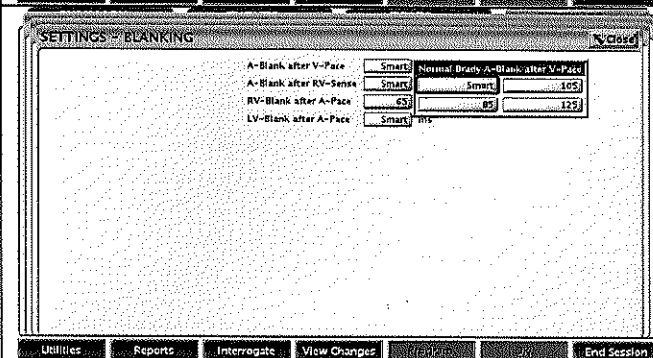 SETTINGS - BLANKING Close
A-Blank after V-Pace Smart Normal Brady A-Blank after V-Pace
A-Blank after RV-Sense Smart Smart 105
RV-Blank after A-Pace 65 85 125
LV-Blank after A-Pace Smart ms
Utilities Reports Interrogate View Changes End Session